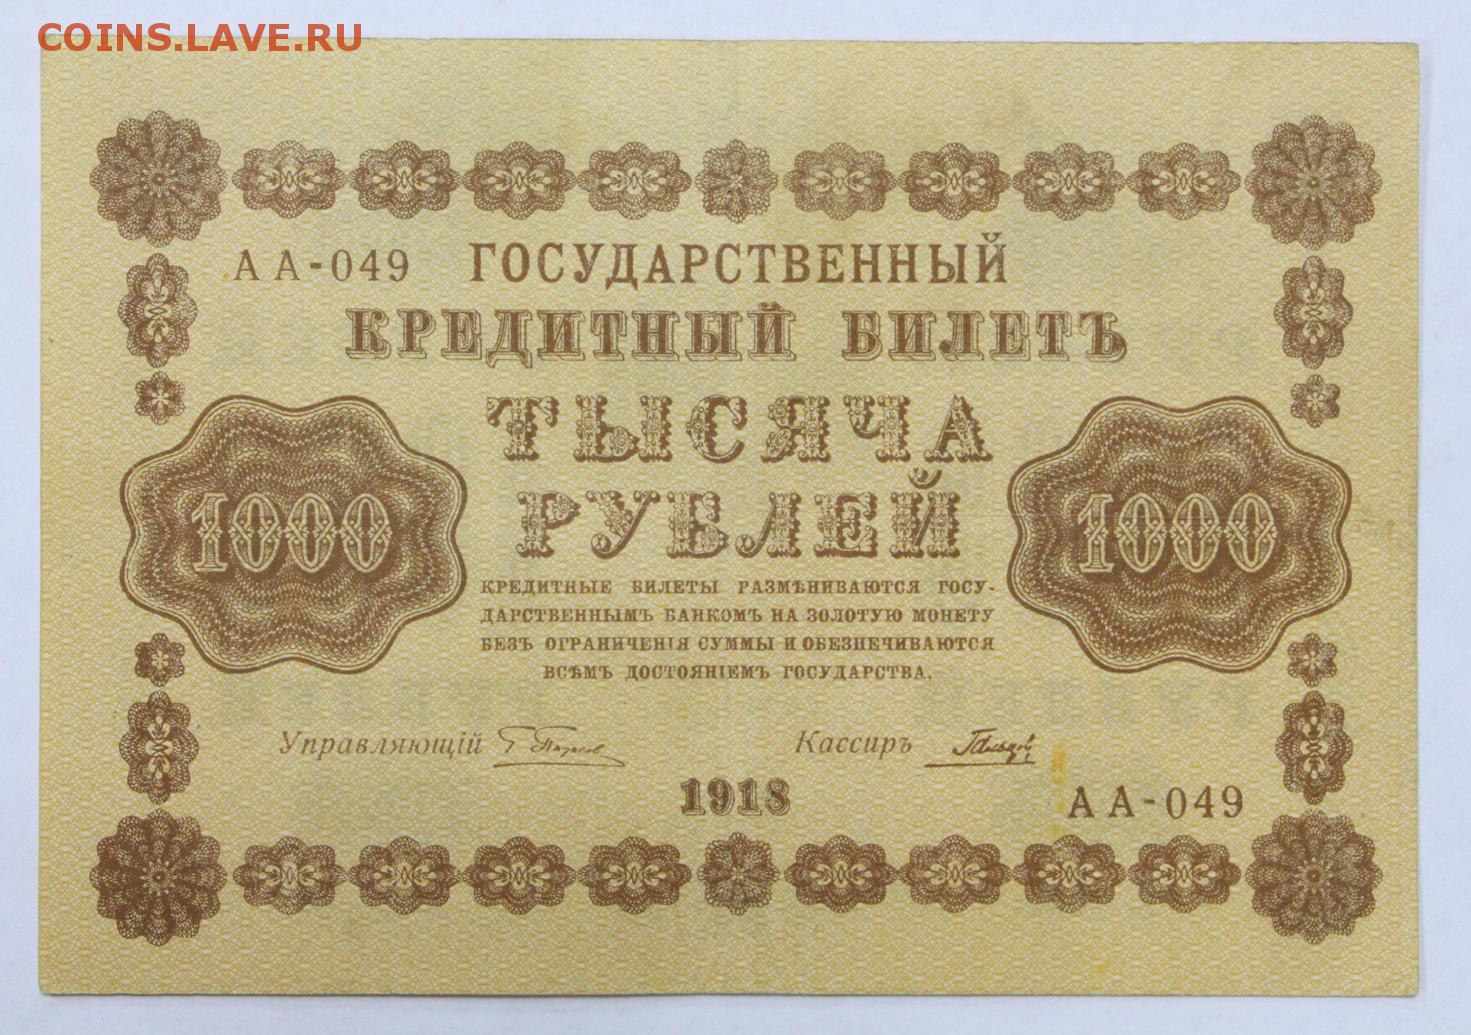 COINS.LAVE.RU
АА-049 ГОСУДАРСТВЕННЫЙ
КРЕДИТНЫЙ БИЛЕТЪ
ТЫСЯЧА
РУБЛЕЙ
1000 1000
КРЕДИТНЫЕ БИЛЕТЫ РАЗМѢНИВАЮТСЯ ГОСУ-
ДАРСТВЕННЫМЪ БАНКОМЪ НА ЗОЛОТУЮ МОНЕТУ
БЕЗЪ ОГРАНИЧЕНІЯ СУММЫ И ОБЕЗПЕЧИВАЮТСЯ
ВСѢМЪ ДОСТОЯНІЕМЪ ГОСУДАРСТВА.
Управляющій Кассиръ
1918
АА-049